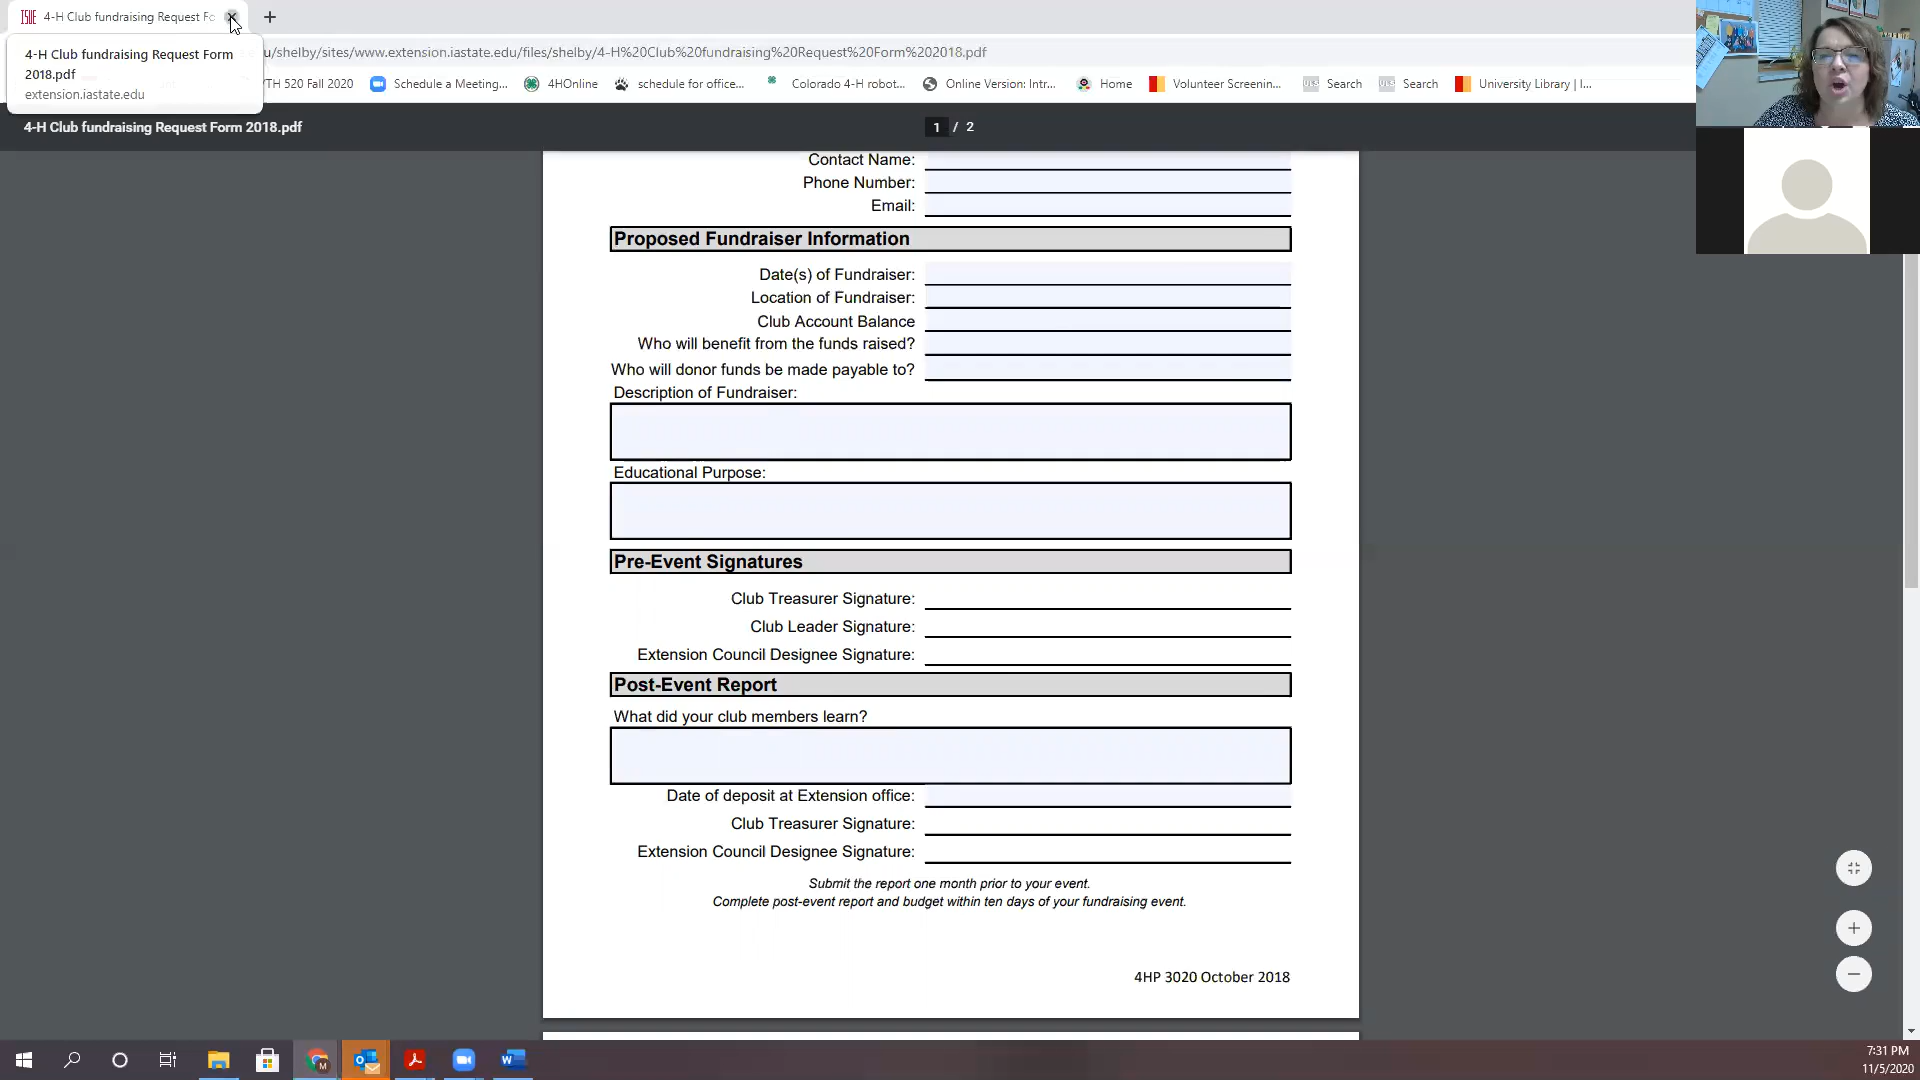 4-H Club fundraising Request Fo
4-H Club fundraising Request Form
2018.pdf
extension.iastate.edu
u/shelby/sites/www.extension.iastate.edu/files/shelby/4-H%20Club%20fundraising%20Request%20Form%202018.pdf
YTH 520 Fall 2020
Schedule a Meeting...
4HOnline
schedule for office...
Colorado 4-H robot...
Online Version: Intr...
Home
Volunteer Screenin...
Search
Search
University Library | I...
4-H Club fundraising Request Form 2018.pdf
1 / 2
Contact Name:
Phone Number:
Email:
Proposed Fundraiser Information
Date(s) of Fundraiser:
Location of Fundraiser:
Club Account Balance
Who will benefit from the funds raised?
Who will donor funds be made payable to?
Description of Fundraiser:
Educational Purpose:
Pre-Event Signatures
Club Treasurer Signature:
Club Leader Signature:
Extension Council Designee Signature:
Post-Event Report
What did your club members learn?
Date of deposit at Extension office:
Club Treasurer Signature:
Extension Council Designee Signature:
Submit the report one month prior to your event.
Complete post-event report and budget within ten days of your fundraising event.
4HP 3020 October 2018
7:31 PM
11/5/2020